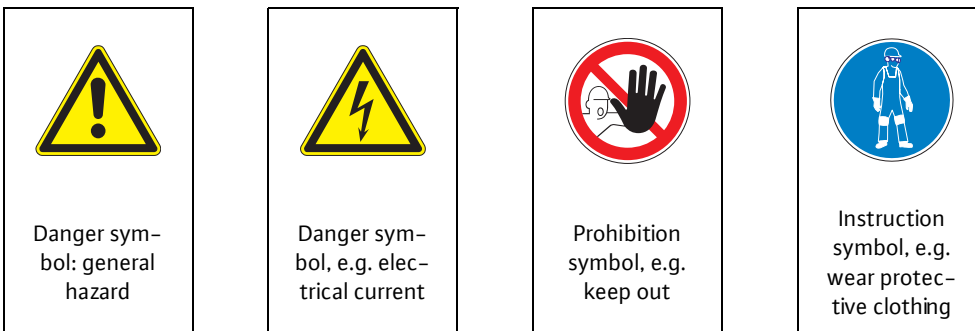 Danger sym-
bol: general
hazard
Danger sym-
bol, e.g. elec-
trical current
Prohibition
symbol, e.g.
keep out
Instruction
symbol, e.g.
wear protec-
tive clothing